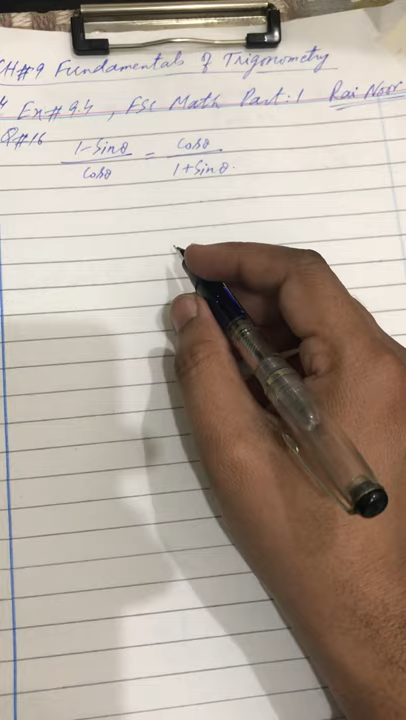 CH#9 Fundamentals of Trigonometry
Ex#9.4, FSC Math Part:1 Rai Noor
Q#16 1-Sinθ/Cosθ = Cosθ/1+Sinθ.